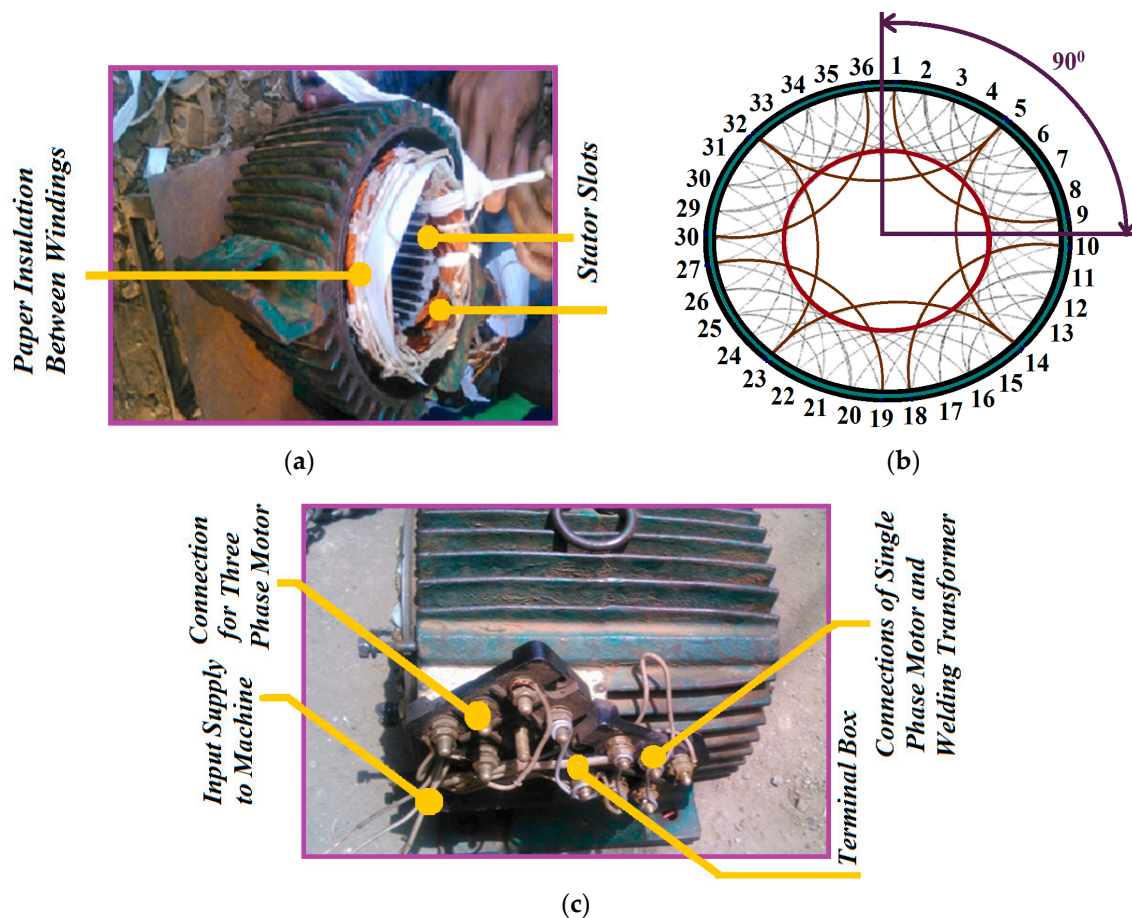 Paper Insulation
Between Windings
Stator Slots
(a)
90⁰
1
2
3
4
5
6
7
8
9
10
11
12
13
14
15
16
17
18
19
20
21
22
23
24
25
26
27
30
29
30
31
32
33
34
35
36
(b)
Connection
for Three
Phase Motor
Input Supply
to Machine
Terminal Box
Connections of Single
Phase Motor and
Welding Transformer
(c)